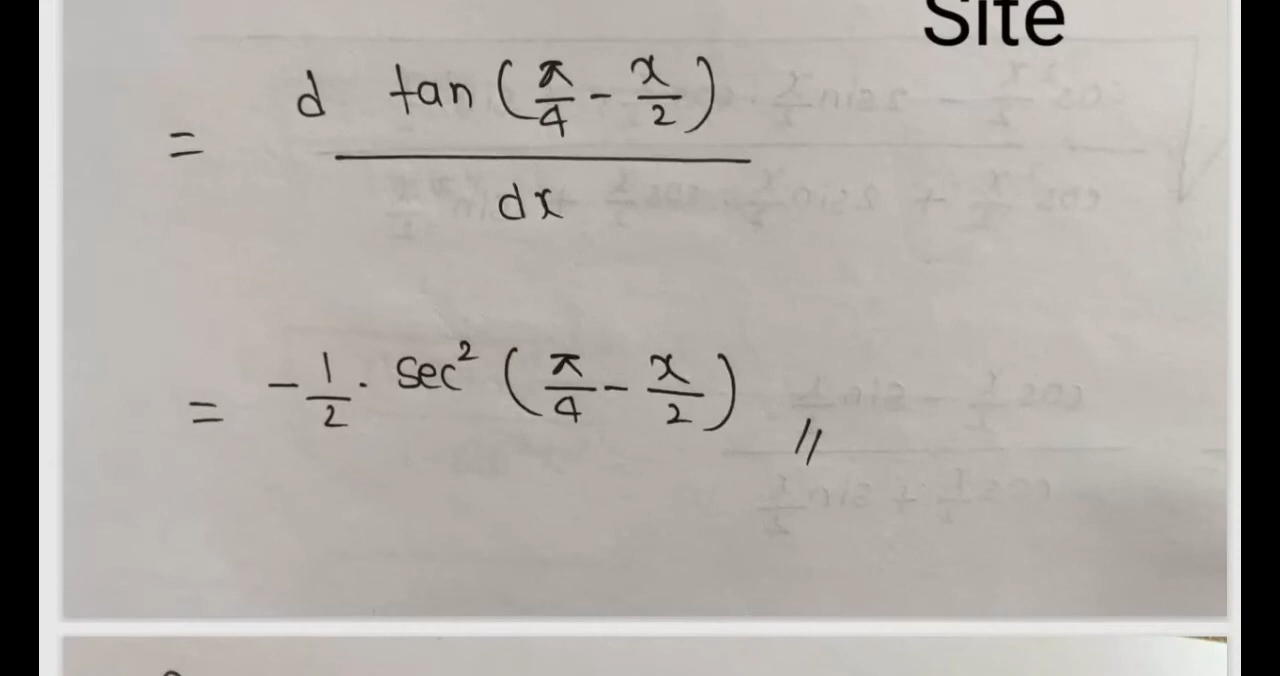 Site
= d tan (π/4 - x/2) / dx
= -1/2 . sec² (π/4 - x/2) //